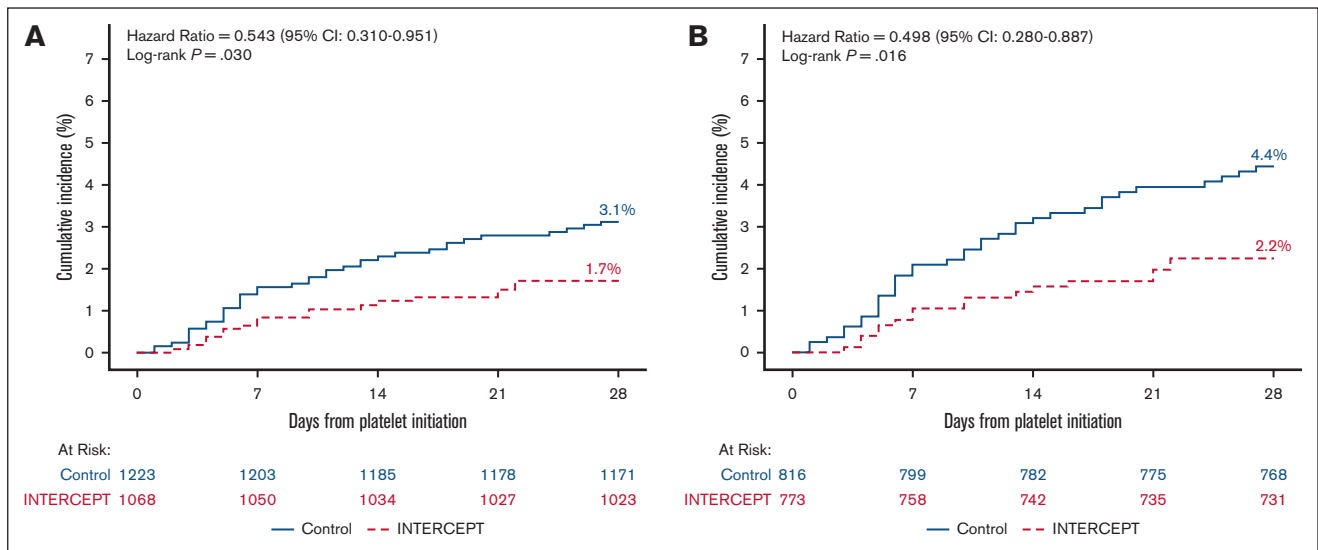 A
Hazard Ratio = 0.543 (95% CI: 0.310-0.951)
Log-rank P = .030
Cumulative incidence (%)
7
6
5
4
3
2
1
0
3.1%
1.7%
0 7 14 21 28
Days from platelet initiation
At Risk:
Control 1223 1203 1185 1178 1171
INTERCEPT 1068 1050 1034 1027 1023
Control INTERCEPT
B
Hazard Ratio = 0.498 (95% CI: 0.280-0.887)
Log-rank P = .016
Cumulative incidence (%)
7
6
5
4
3
2
1
0
4.4%
2.2%
0 7 14 21 28
Days from platelet initiation
At Risk:
Control 816 799 782 775 768
INTERCEPT 773 758 742 735 731
Control INTERCEPT